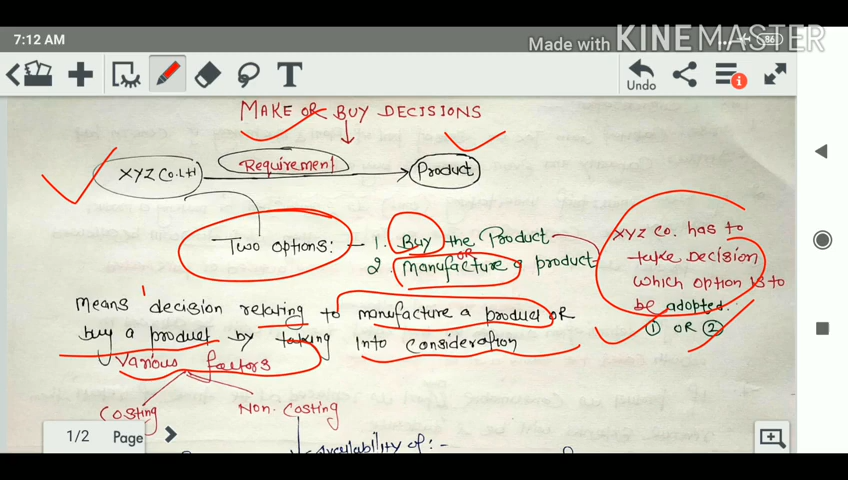 7:12 AM
Made with KINEMASTER
86
T
Undo
MAKE OR BUY DECISIONS
XYZ Co. Ltd
Requirement
Product
Two options: - 1. Buy the Product
OR
2. Manufacture a product
XYZ Co. has to
take Decision
which option is to
be adopted.
① OR ②
Means decision relating to manufacture a product OR
buy a product by taking into consideration
Various factors
Costing
Non-Costing
1/2 Page
Availability of :-